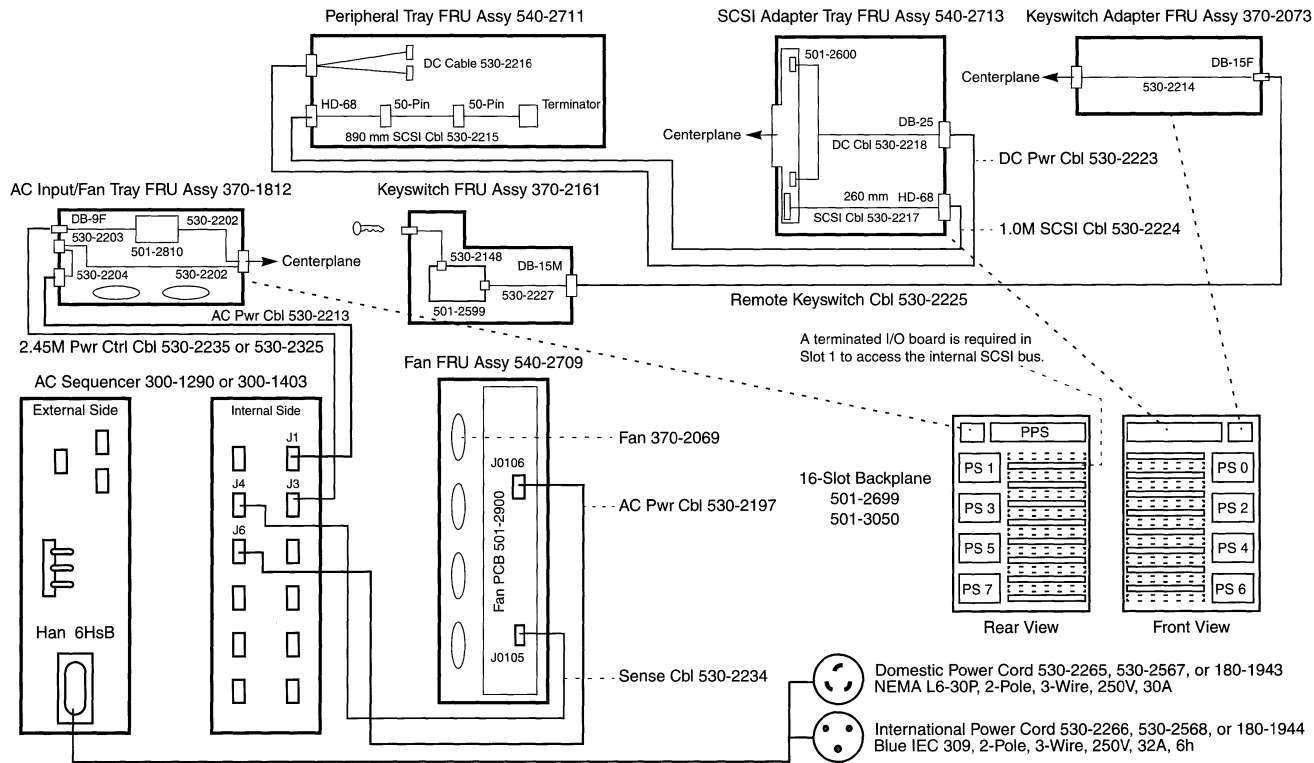 Peripheral Tray FRU Assy 540-2711
DC Cable 530-2216
HD-68
50-Pin
50-Pin
Terminator
890 mm SCSI Cbl 530-2215
SCSI Adapter Tray FRU Assy 540-2713
501-2600
Centerplane
DB-25
DC Cbl 530-2218
260 mm HD-68
SCSI Cbl 530-2217
Keyswitch Adapter FRU Assy 370-2073
Centerplane
DB-15F
530-2214
DC Pwr Cbl 530-2223
1.0M SCSI Cbl 530-2224
AC Input/Fan Tray FRU Assy 370-1812
DB-9F
530-2202
530-2203
501-2810
530-2204
530-2202
Centerplane
Keyswitch FRU Assy 370-2161
530-2148
DB-15M
530-2227
501-2599
Remote Keyswitch Cbl 530-2225
AC Pwr Cbl 530-2213
2.45M Pwr Ctrl Cbl 530-2235 or 530-2325
A terminated I/O board is required in
Slot 1 to access the internal SCSI bus.
AC Sequencer 300-1290 or 300-1403
External Side
Han 6HsB
Internal Side
J1
J4
J3
J6
Fan FRU Assy 540-2709
Fan PCB 501-2900
J0106
J0105
Fan 370-2069
AC Pwr Cbl 530-2197
Sense Cbl 530-2234
16-Slot Backplane
501-2699
501-3050
PPS
PS 1
PS 3
PS 5
PS 7
Rear View
PS 0
PS 2
PS 4
PS 6
Front View
Domestic Power Cord 530-2265, 530-2567, or 180-1943
NEMA L6-30P, 2-Pole, 3-Wire, 250V, 30A
International Power Cord 530-2266, 530-2568, or 180-1944
Blue IEC 309, 2-Pole, 3-Wire, 250V, 32A, 6h